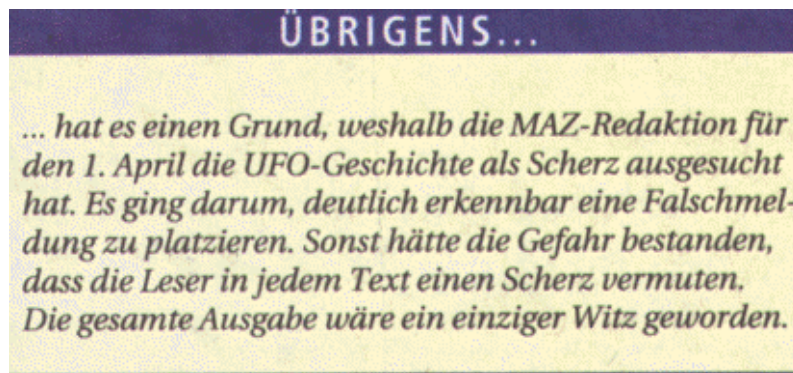 ÜBRIGENS...
... hat es einen Grund, weshalb die MAZ-Redaktion für
den 1. April die UFO-Geschichte als Scherz ausgesucht
hat. Es ging darum, deutlich erkennbar eine Falschmel-
dung zu platzieren. Sonst hätte die Gefahr bestanden,
dass die Leser in jedem Text einen Scherz vermuten.
Die gesamte Ausgabe wäre ein einziger Witz geworden.